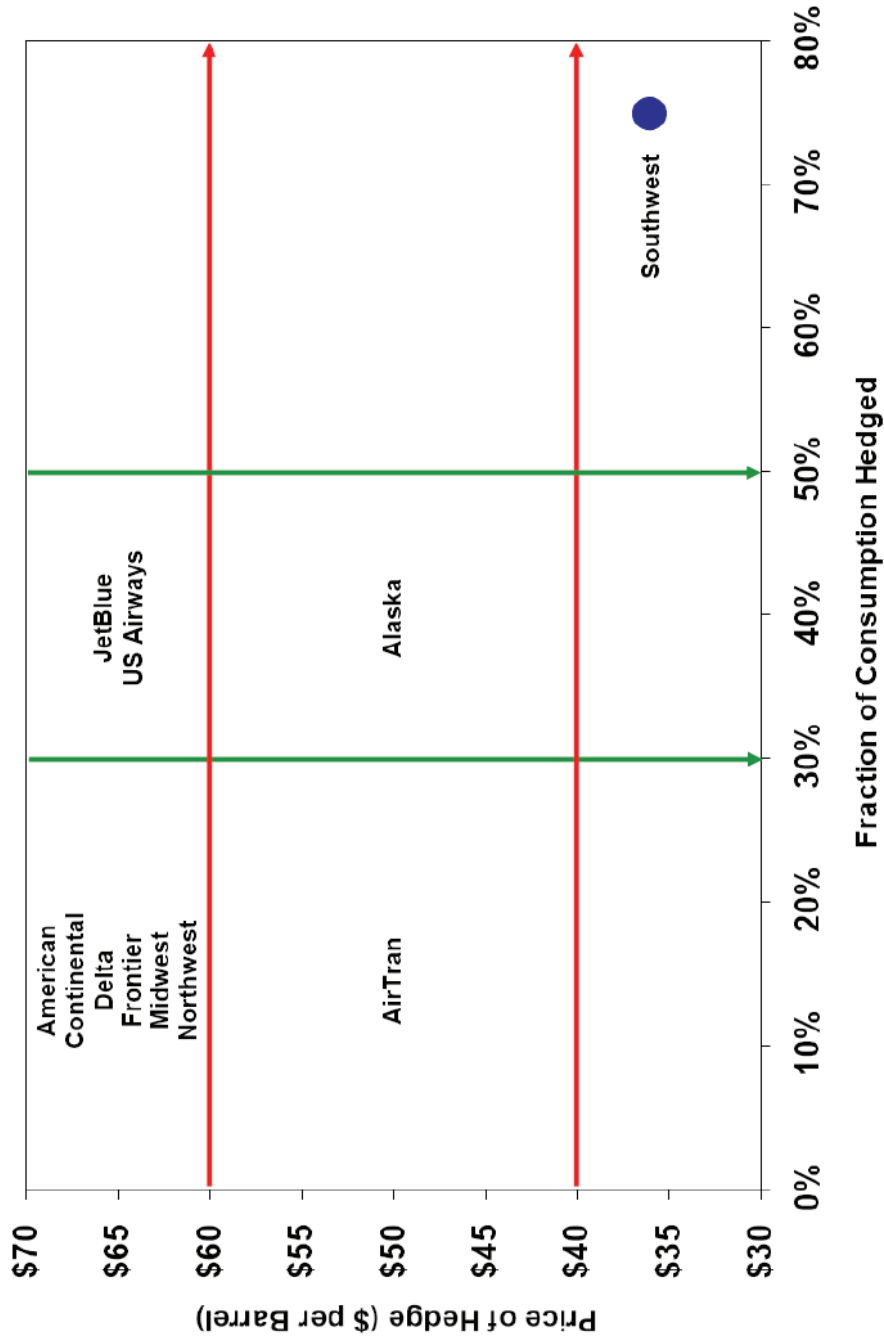 $70
$65
$60
$55
$50
$45
$40
$35
$30
Price of Hedge ($ per Barrel)
American
Continental
Delta
Frontier
Midwest
Northwest
JetBlue
US Airways
AirTran
Alaska
Southwest
0%
10%
20%
30%
40%
50%
60%
70%
80%
Fraction of Consumption Hedged